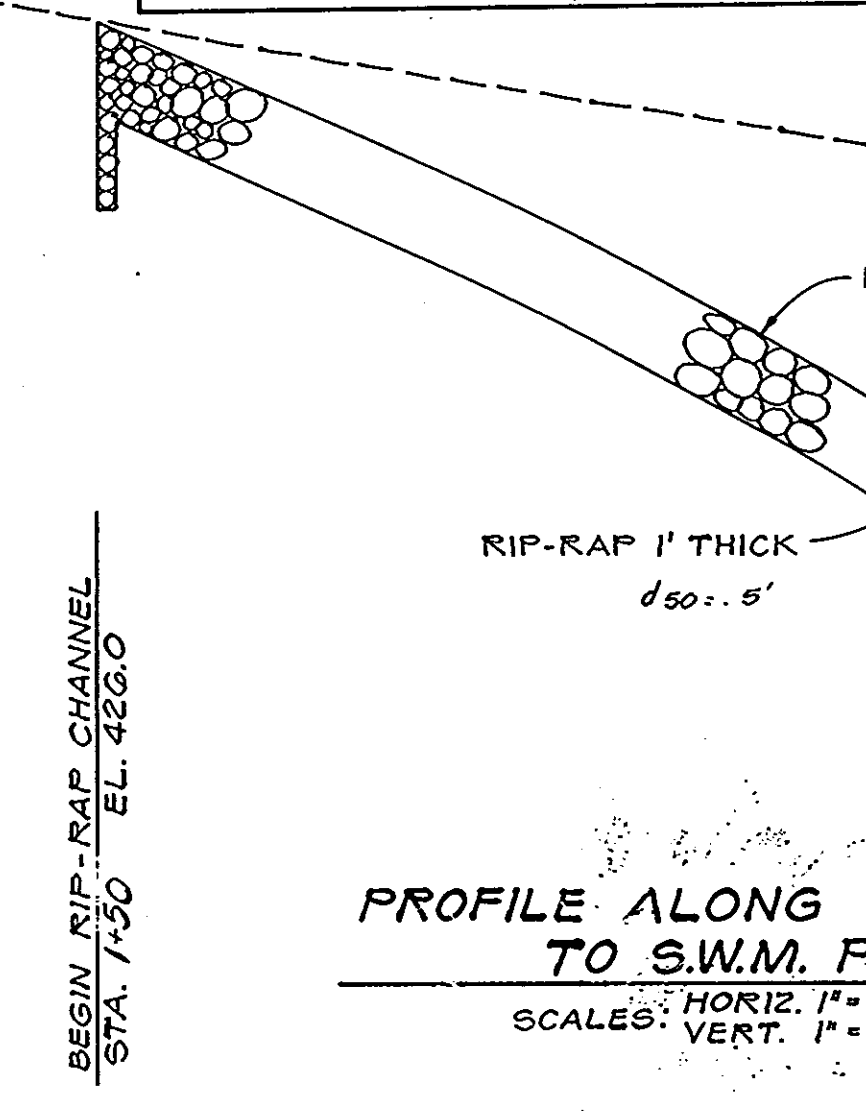 RIP-RAP 1' THICK
d50=.5'
BEGIN RIP-RAP CHANNEL
STA. 1+50 EL. 426.0
PROFILE ALONG
TO S.W.M.
SCALES: HORIZ. 1"=
VERT. 1"=